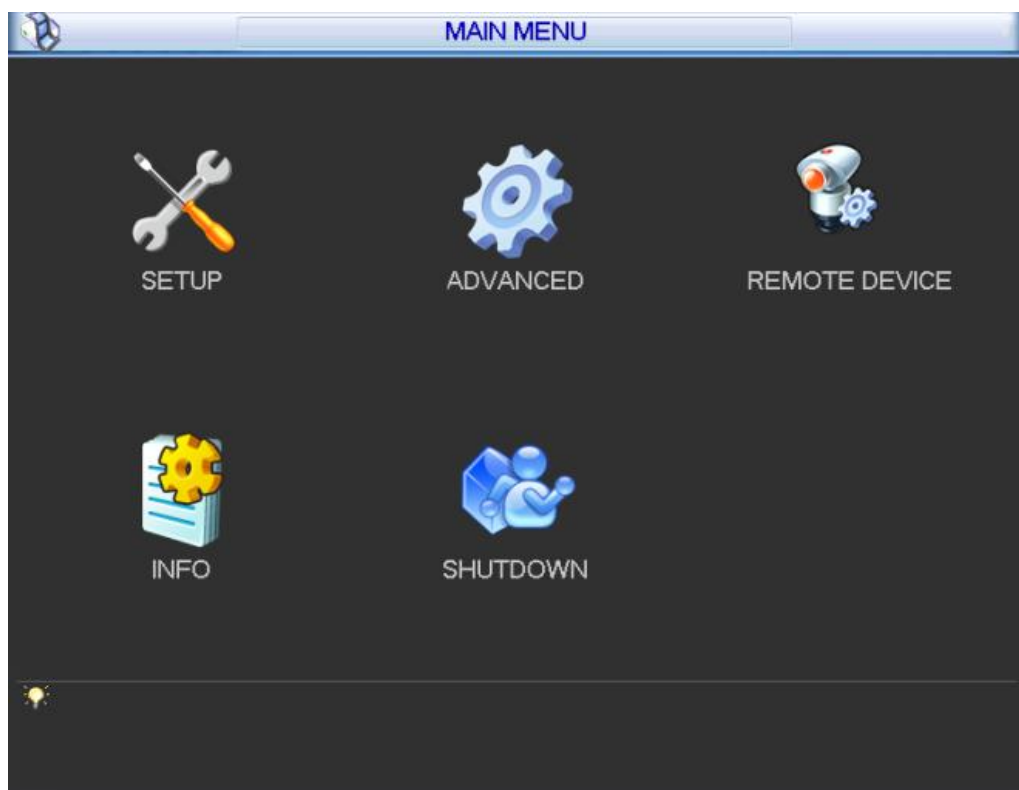 MAIN MENU
SETUP
ADVANCED
REMOTE DEVICE
INFO
SHUTDOWN